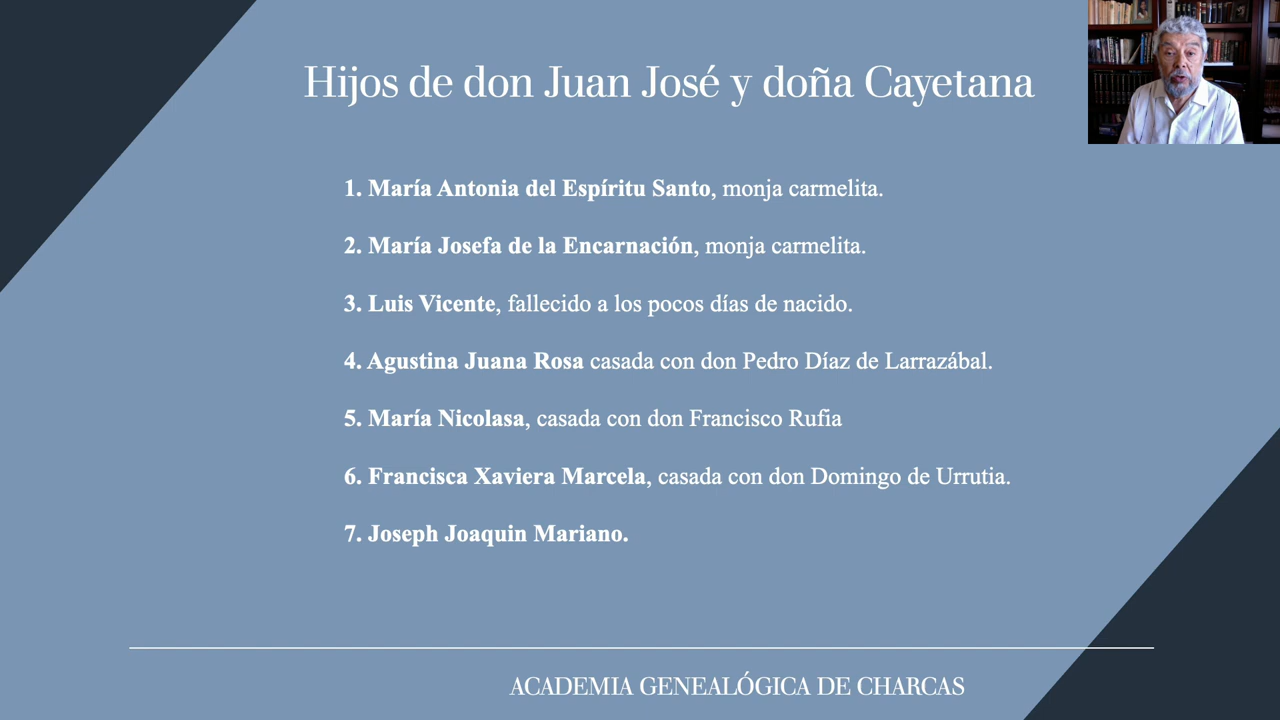 Hijos de don Juan José y doña Cayetana
1. María Antonia del Espíritu Santo, monja carmelita.
2. María Josefa de la Encarnación, monja carmelita.
3. Luis Vicente, fallecido a los pocos días de nacido.
4. Agustina Juana Rosa casada con don Pedro Díaz de Larrazábal.
5. María Nicolasa, casada con don Francisco Rufia
6. Francisca Xaviera Marcela, casada con don Domingo de Urrutia.
7. Joseph Joaquin Mariano.
ACADEMIA GENEALÓGICA DE CHARCAS